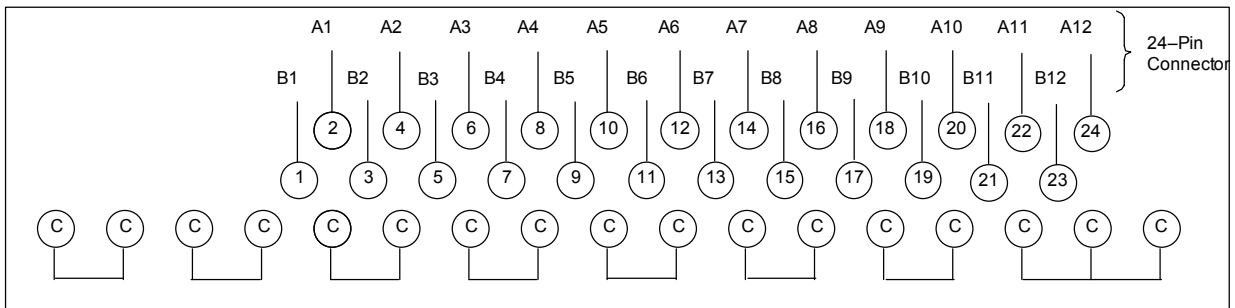 A1 A2 A3 A4 A5 A6 A7 A8 A9 A10 A11 A12
24–Pin
Connector
B1 B2 B3 B4 B5 B6 B7 B8 B9 B10 B11 B12
2 4 6 8 10 12 14 16 18 20 22 24
1 3 5 7 9 11 13 15 17 19 21 23
C C C C C C C C C C C C C C C C C